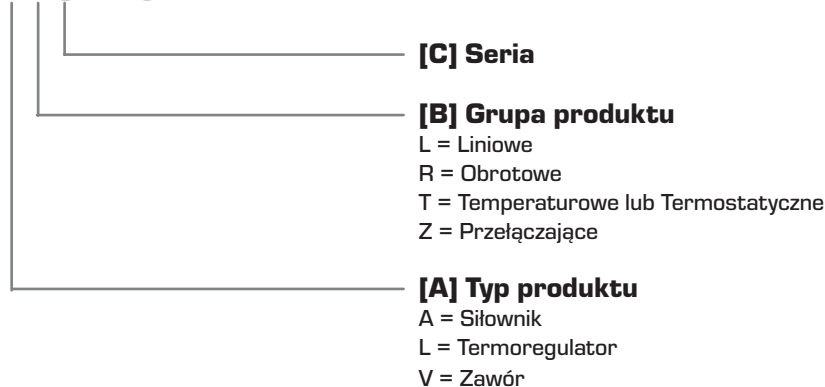 [C] Seria
[B] Grupa produktu
L = Liniowe
R = Obrotowe
T = Temperaturowe lub Termostatyczne
Z = Przełączające
[A] Typ produktu
A = Siłownik
L = Termoregulator
V = Zawór